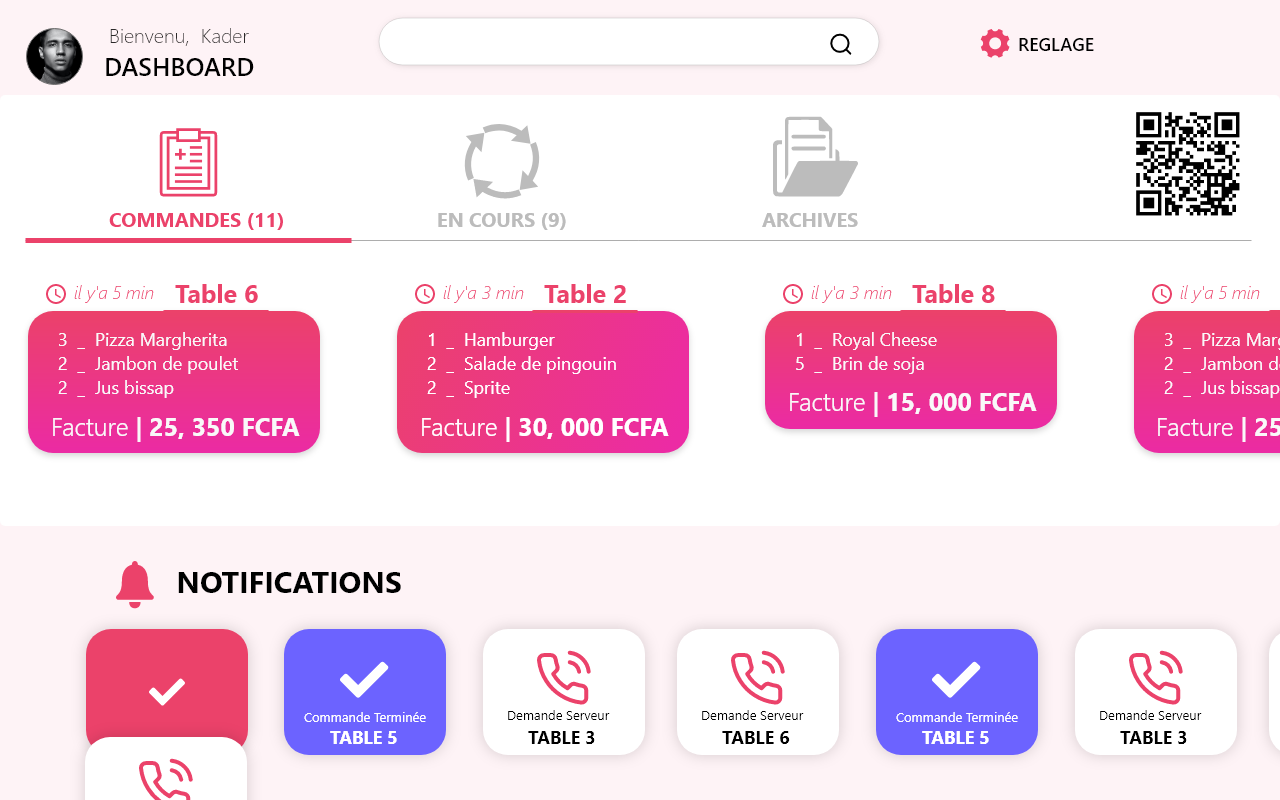 Bienvenu, Kader
DASHBOARD
REGLAGE
COMMANDES (11)
EN COURS (9)
ARCHIVES
il y'a 5 min
Table 6
3 _ Pizza Margherita
2 _ Jambon de poulet
2 _ Jus bissap
Facture | 25, 350 FCFA
il y'a 3 min
Table 2
1 _ Hamburger
2 _ Salade de pingouin
2 _ Sprite
Facture | 30, 000 FCFA
il y'a 3 min
Table 8
1 _ Royal Cheese
5 _ Brin de soja
Facture | 15, 000 FCFA
il y'a 5 min
3 _ Pizza Marg
2 _ Jambon d
2 _ Jus bissap
Facture | 25
NOTIFICATIONS
Commande Terminée
TABLE 5
Demande Serveur
TABLE 3
Demande Serveur
TABLE 6
Commande Terminée
TABLE 5
Demande Serveur
TABLE 3